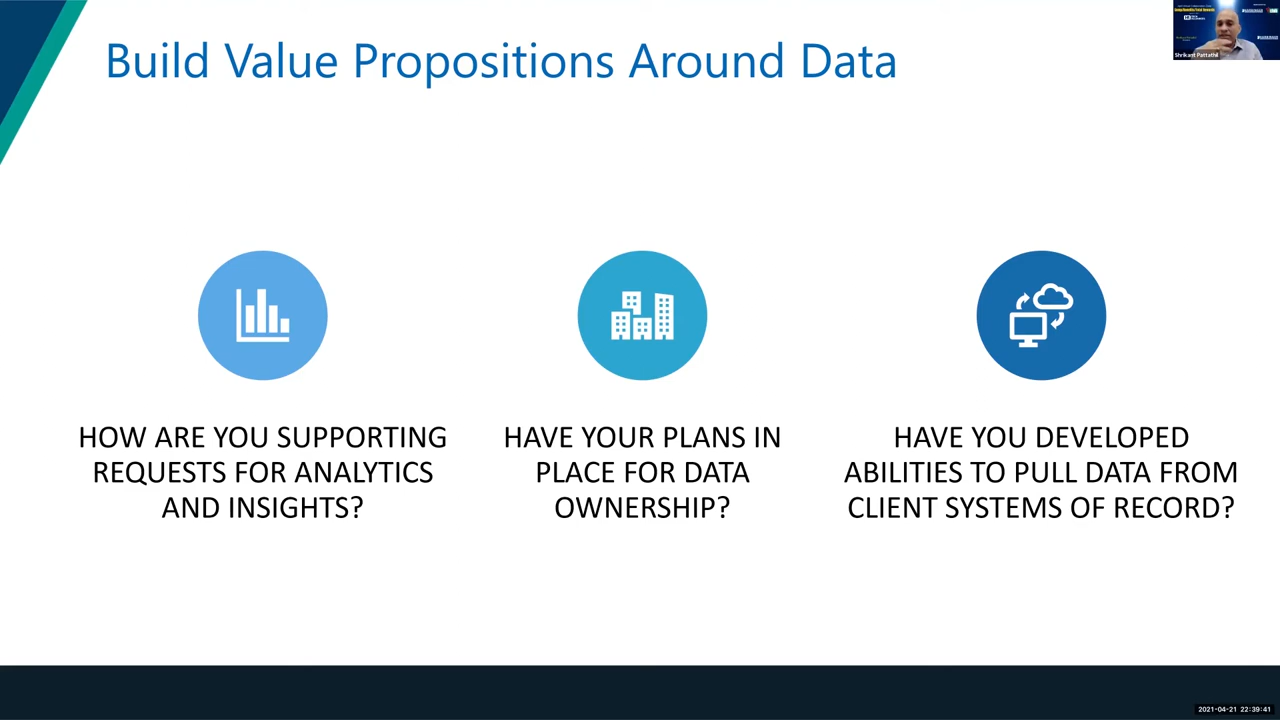 Build Value Propositions Around Data
Shrikant Pattathil
HOW ARE YOU SUPPORTING
REQUESTS FOR ANALYTICS
AND INSIGHTS?
HAVE YOUR PLANS IN
PLACE FOR DATA
OWNERSHIP?
HAVE YOU DEVELOPED
ABILITIES TO PULL DATA FROM
CLIENT SYSTEMS OF RECORD?
2021-04-21 22:39:41